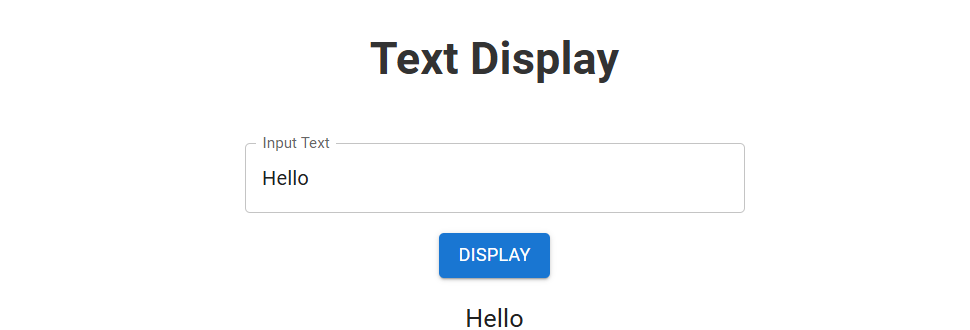 Text Display
Input Text
Hello
DISPLAY
Hello